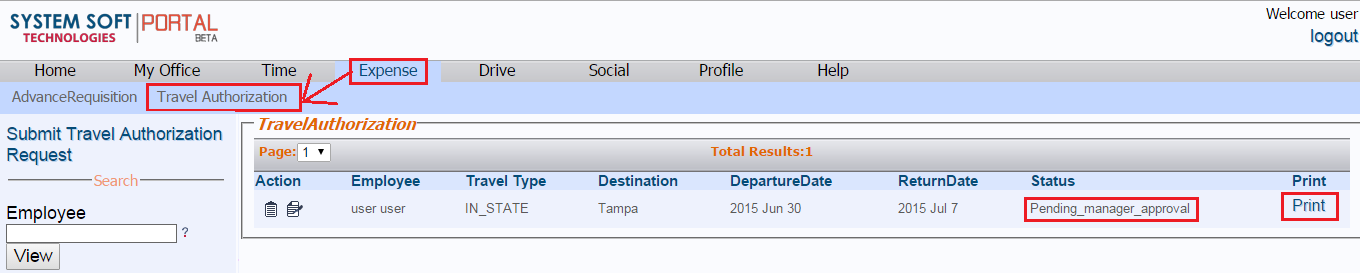 Welcome user
SYSTEM SOFT PORTAL
TECHNOLOGIES BETA
logout
Home My Office Time Expense Drive Social Profile Help
AdvanceRequisition Travel Authorization
Submit Travel Authorization
Request
Search
Employee
?
View
TravelAuthorization
Page: 1 Total Results:1
Action Employee Travel Type Destination DepartureDate ReturnDate Status Print
user user IN_STATE Tampa 2015 Jun 30 2015 Jul 7 Pending_manager_approval Print